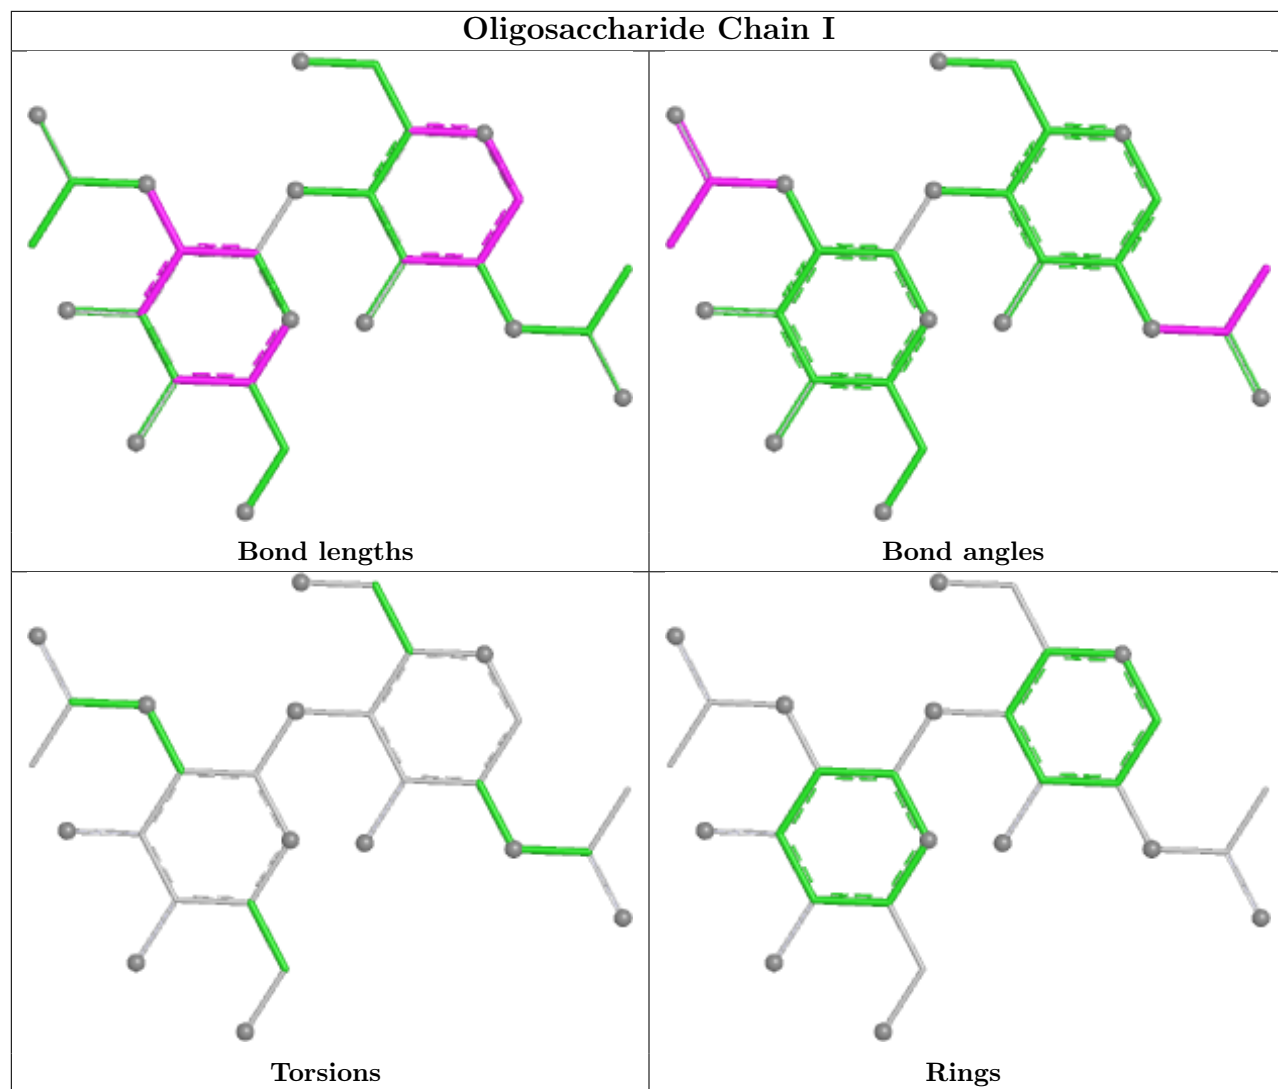 Oligosaccharide Chain I
Bond lengths
Bond angles
Torsions
Rings